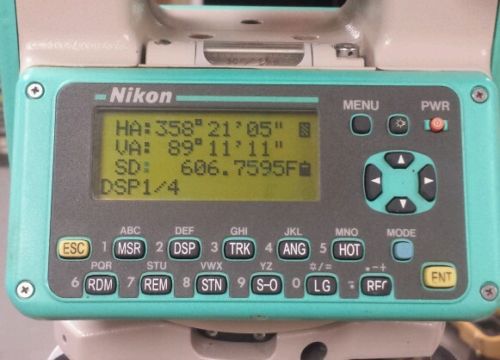 Nikon
MENU PWR
HA:358°21'05"
VA: 89°11'11"
SD: 606.7595F
DSP1/4
ABC DEF GHI JKL MNO MODE
ESC 1 MSR 2 DSP 3 TRK 4 ANG 5 HOT
PQR STU VWX YZ $/= .-+
6 RDM 7 REM 8 STN 9 S-O 0 LG REC ENT